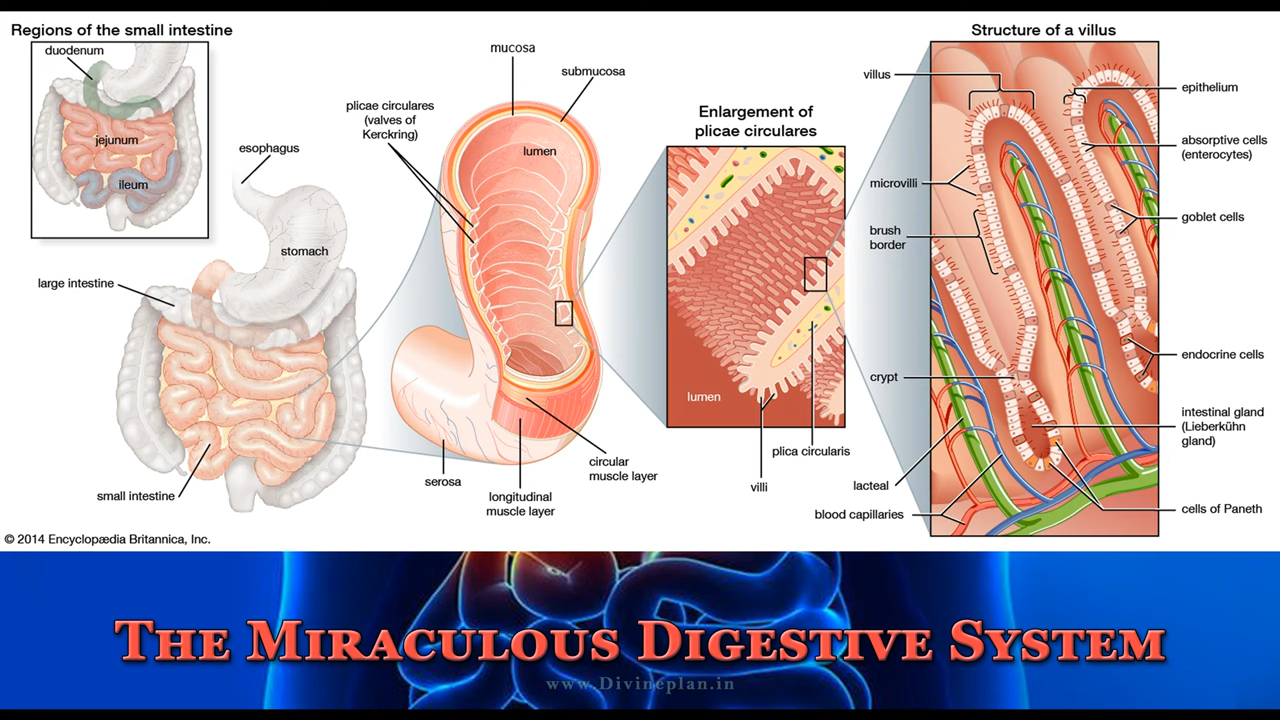 Regions of the small intestine
duodenum
jejunum
ileum
esophagus
stomach
large intestine
small intestine
mucosa
submucosa
plicae circulares
(valves of
Kerckring)
lumen
serosa
longitudinal
muscle layer
circular
muscle layer
Enlargement of
plicae circulares
lumen
villi
plica circularis
Structure of a villus
villus
microvilli
brush
border
crypt
lacteal
blood capillaries
epithelium
absorptive cells
(enterocytes)
goblet cells
endocrine cells
intestinal gland
(Lieberkühn
gland)
cells of Paneth
© 2014 Encyclopædia Britannica, Inc.
The Miraculous Digestive System
www.Divineplan.in